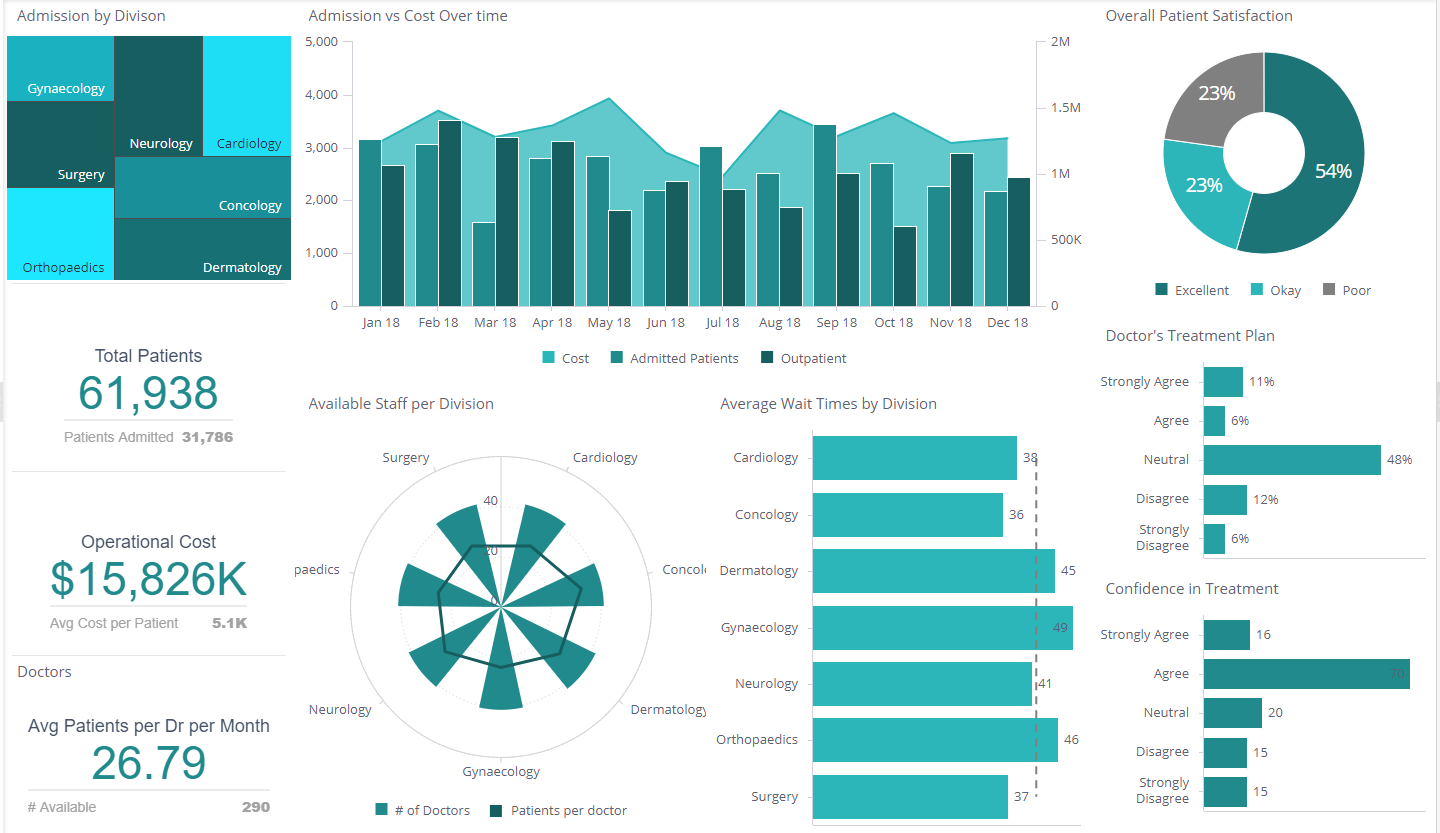 Admission by Divison
Gynaecology
Surgery
Orthopaedics
Neurology
Cardiology
Concology
Dermatology
Total Patients
61,938
Patients Admitted 31,786
Operational Cost
$15,826K
Avg Cost per Patient 5.1K
Doctors
Avg Patients per Dr per Month
26.79
# Available 290
Admission vs Cost Over time
5,000
4,000
3,000
2,000
1,000
0
2M
1.5M
1M
500K
0
Jan 18 Feb 18 Mar 18 Apr 18 May 18 Jun 18 Jul 18 Aug 18 Sep 18 Oct 18 Nov 18 Dec 18
Cost Admitted Patients Outpatient
Available Staff per Division
Surgery
Cardiology
paedics
Concol
Neurology
Dermatology
Gynaecology
40
20
0
# of Doctors Patients per doctor
Average Wait Times by Division
Cardiology 38
Concology 36
Dermatology 45
Gynaecology 49
Neurology 41
Orthopaedics 46
Surgery 37
Overall Patient Satisfaction
23%
54%
23%
Excellent Okay Poor
Doctor's Treatment Plan
Strongly Agree 11%
Agree 6%
Neutral 48%
Disagree 12%
Strongly
Disagree 6%
Confidence in Treatment
Strongly Agree 16
Agree 70
Neutral 20
Disagree 15
Strongly
Disagree 15